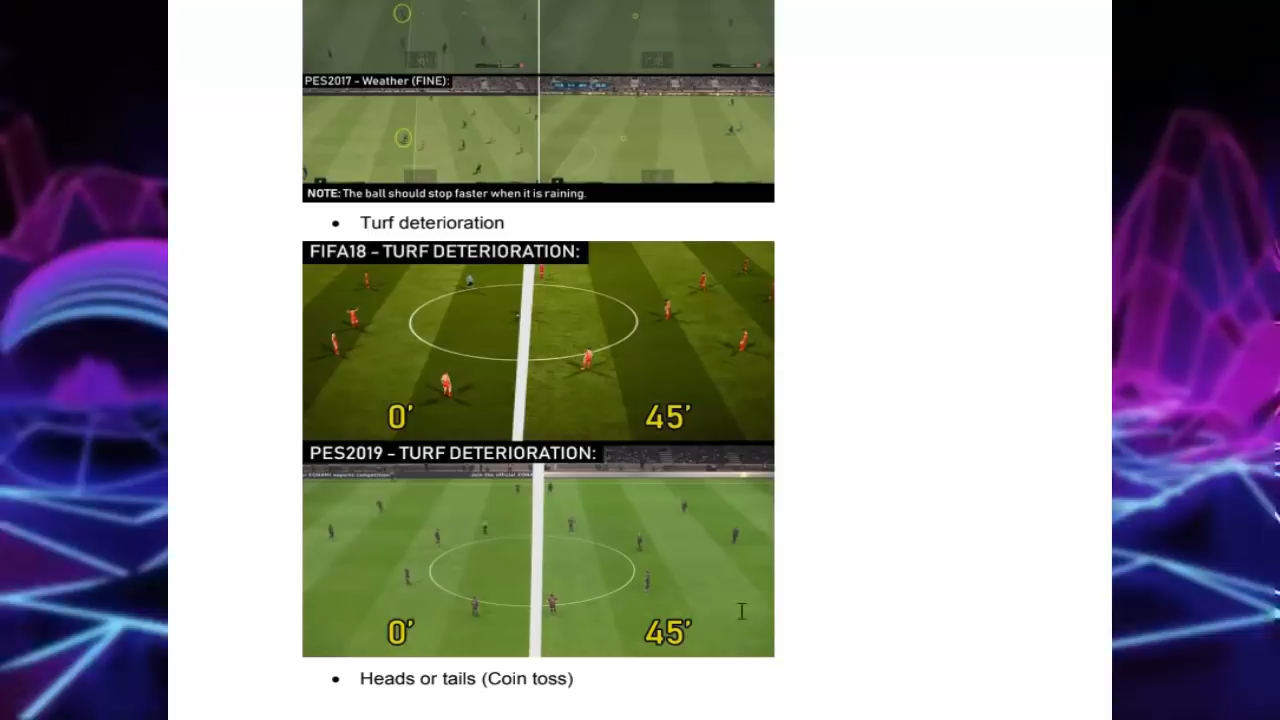 PES2017 - Weather (FINE):
NOTE: The ball should stop faster when it is raining.
• Turf deterioration
FIFA18 - TURF DETERIORATION:
0' 45'
PES2019 - TURF DETERIORATION:
0' 45'
• Heads or tails (Coin toss)